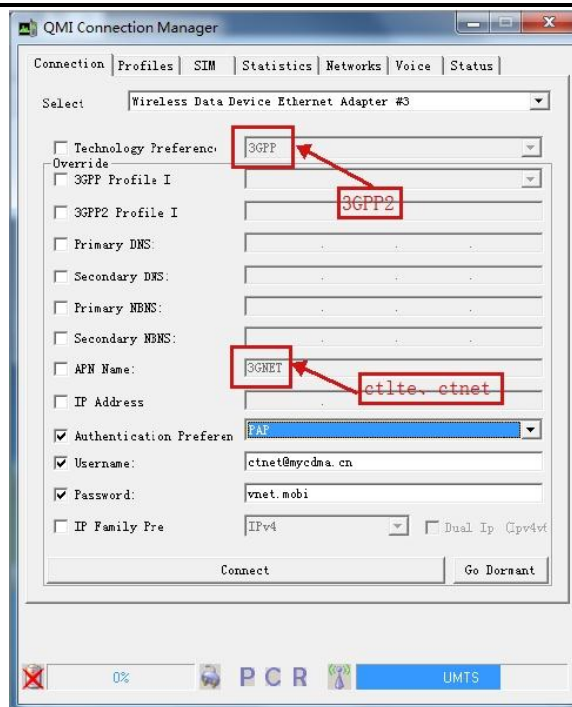 QMI Connection Manager
Connection Profiles SIM Statistics Networks Voice Status
Select Wireless Data Device Ethernet Adapter #3
Technology Preferenc 3GPP
Override
3GPP Profile I
3GPP2
3GPP2 Profile I
Primary DNS:
Secondary DNS:
Primary NBNS:
Secondary NBNS:
APN Name: 3GNET
ctlte、ctnet
IP Address
Authentication Preferen PAP
Username: ctnet@mycdma.cn
Password: vnet.mobi
IP Family Pre IPv4 Dual Ip (Ipv4v6
Connect Go Dormant
0% P C R UMTS